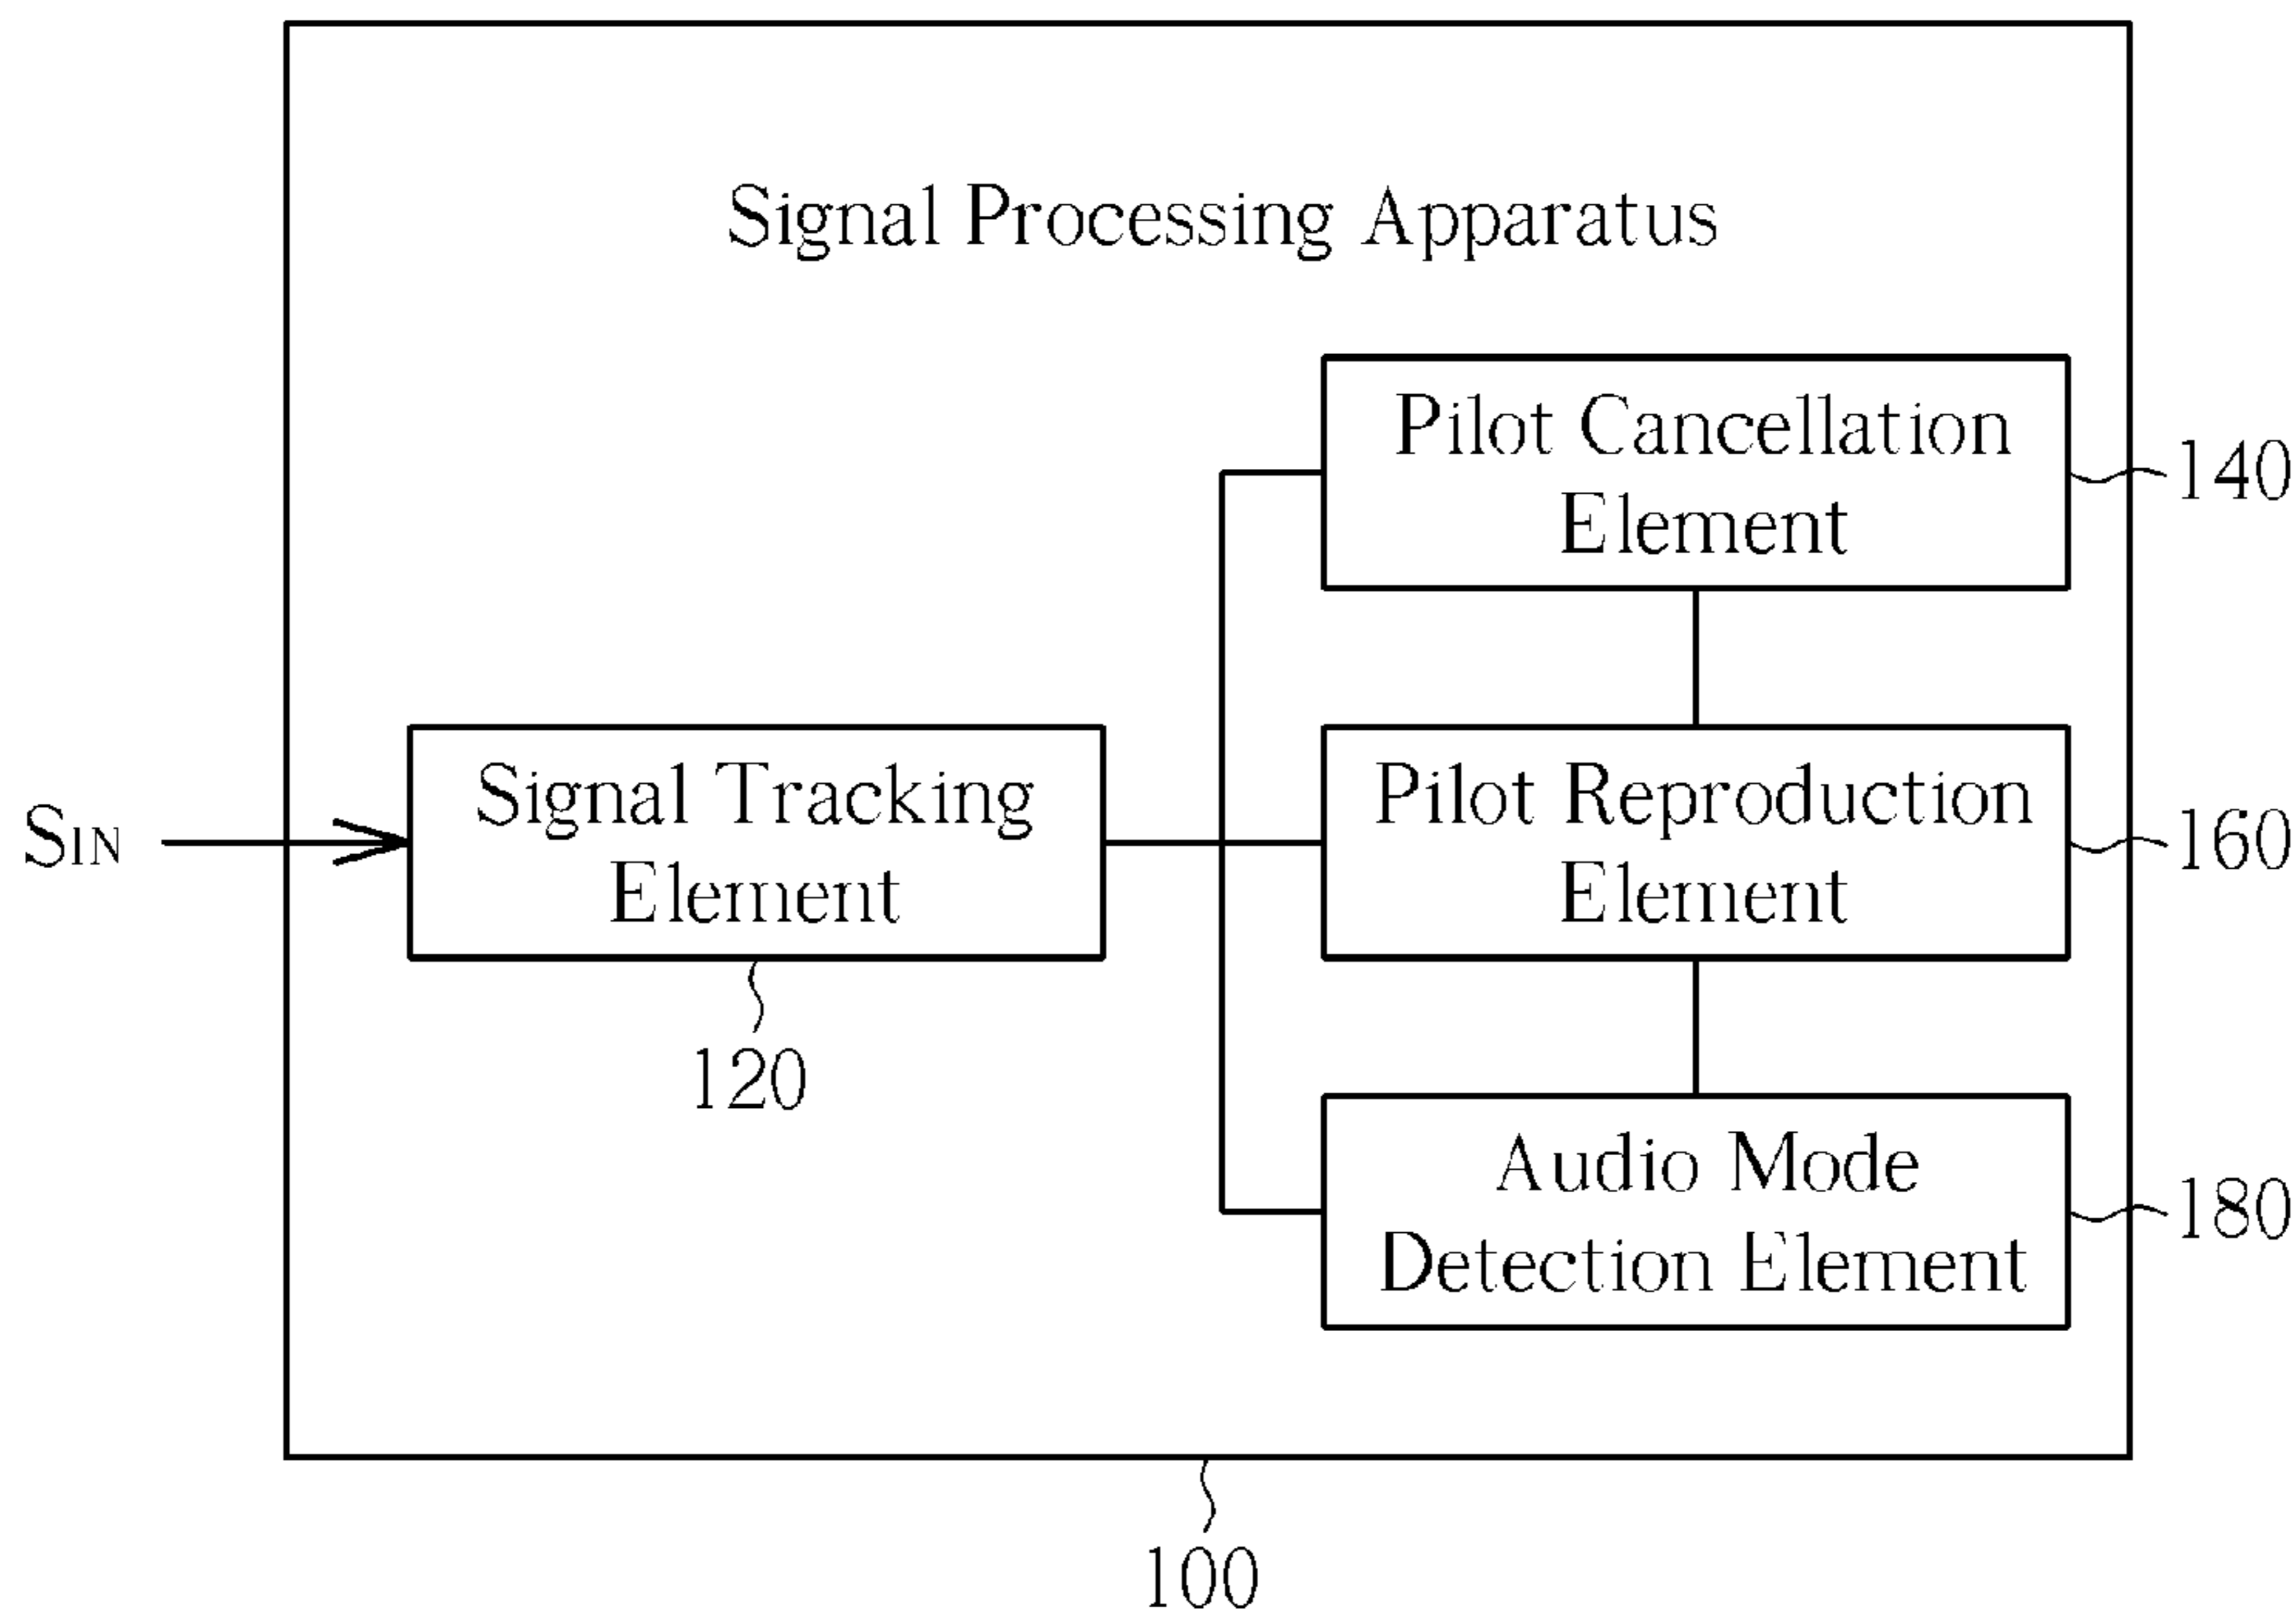 Signal Processing Apparatus
Pilot Cancellation
Element
140
Signal Tracking
Element
Pilot Reproduction
Element
SIN
160
120
Audio Mode
Detection Element
180
100